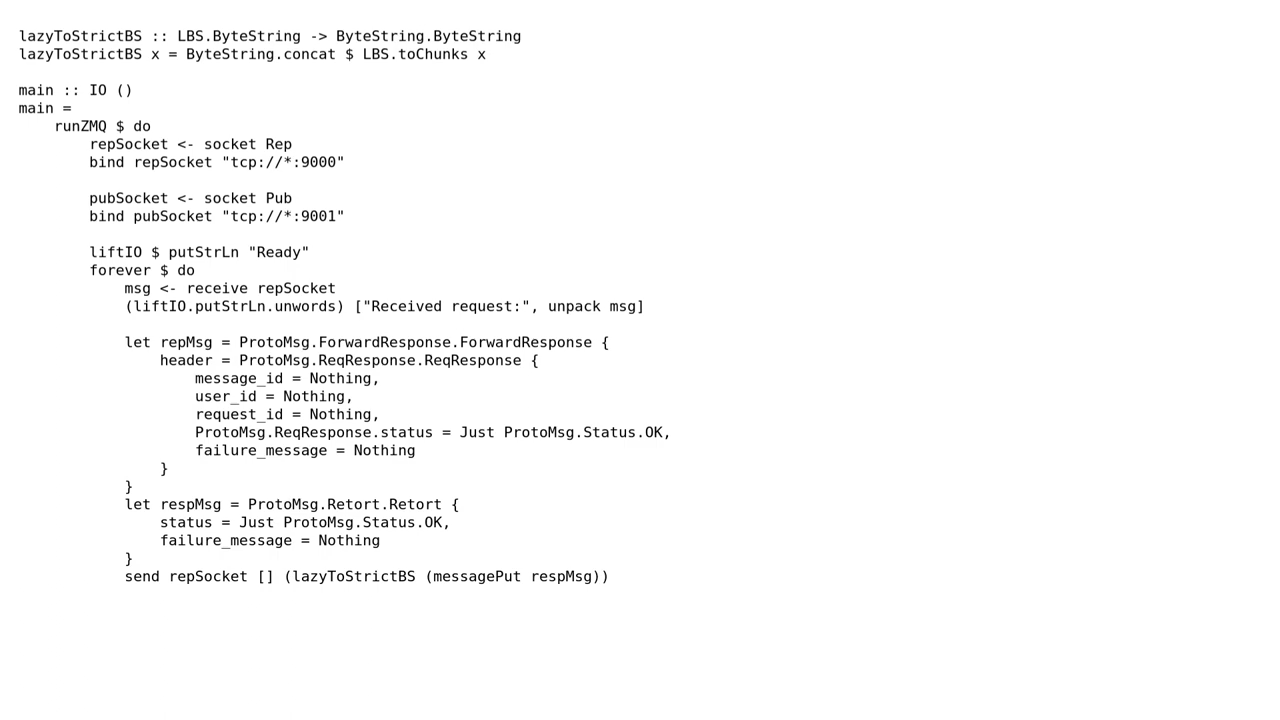 lazyToStrictBS :: LBS.ByteString -> ByteString.ByteString
lazyToStrictBS x = ByteString.concat $ LBS.toChunks x

main :: IO ()
main =
    runZMQ $ do
        repSocket <- socket Rep
        bind repSocket "tcp://*:9000"

        pubSocket <- socket Pub
        bind pubSocket "tcp://*:9001"

        liftIO $ putStrLn "Ready"
        forever $ do
            msg <- receive repSocket
            (liftIO.putStrLn.unwords) ["Received request:", unpack msg]

            let repMsg = ProtoMsg.ForwardResponse.ForwardResponse {
                header = ProtoMsg.ReqResponse.ReqResponse {
                    message_id = Nothing,
                    user_id = Nothing,
                    request_id = Nothing,
                    ProtoMsg.ReqResponse.status = Just ProtoMsg.Status.OK,
                    failure_message = Nothing
                }
            }
            let respMsg = ProtoMsg.Retort.Retort {
                status = Just ProtoMsg.Status.OK,
                failure_message = Nothing
            }
            send repSocket [] (lazyToStrictBS (messagePut respMsg))